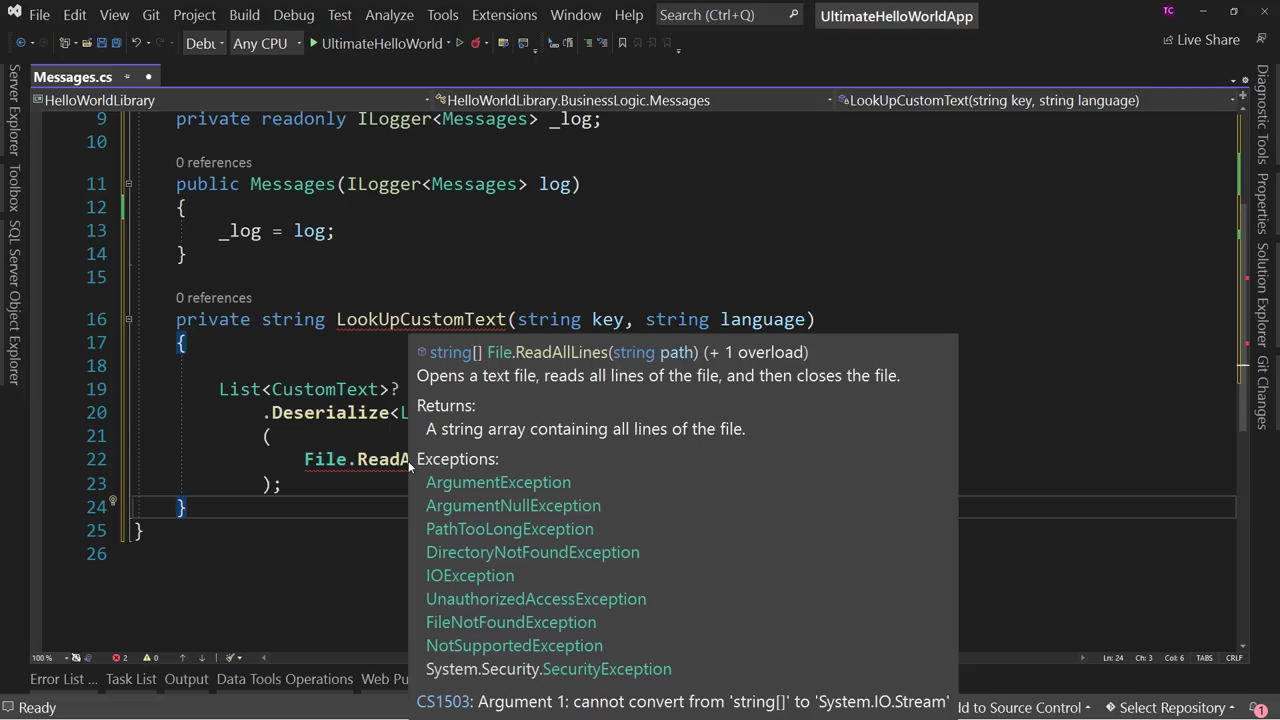 File Edit View Git Project Build Debug Test Analyze Tools Extensions Window Help Search (Ctrl+Q) UltimateHelloWorldApp TC
Debu Any CPU UltimateHelloWorld Live Share
Messages.cs
HelloWorldLibrary HelloWorldLibrary.BusinessLogic.Messages LookUpCustomText(string key, string language)
9 private readonly ILogger<Messages> _log;
10
0 references
11 public Messages(ILogger<Messages> log)
12 {
13 _log = log;
14 }
15
0 references
16 private string LookUpCustomText(string key, string language)
17 {
18
19 List<CustomText>?
20 .Deserialize<L
21 (
22 File.ReadA
23 );
24 }
25 }
26
string[] File.ReadAllLines(string path) (+ 1 overload)
Opens a text file, reads all lines of the file, and then closes the file.
Returns:
A string array containing all lines of the file.
Exceptions:
ArgumentException
ArgumentNullException
PathTooLongException
DirectoryNotFoundException
IOException
UnauthorizedAccessException
FileNotFoundException
NotSupportedException
System.Security.SecurityException
CS1503: Argument 1: cannot convert from 'string[]' to 'System.IO.Stream'
Server Explorer
Toolbox
SQL Server Object Explorer
Diagnostic Tools
Properties
Solution Explorer
Git Changes
100 % 2 0 Ln: 24 Ch: 3 Col: 6 TABS CRLF
Error List ... Task List Output Data Tools Operations Web Pu
Ready dd to Source Control Select Repository 1